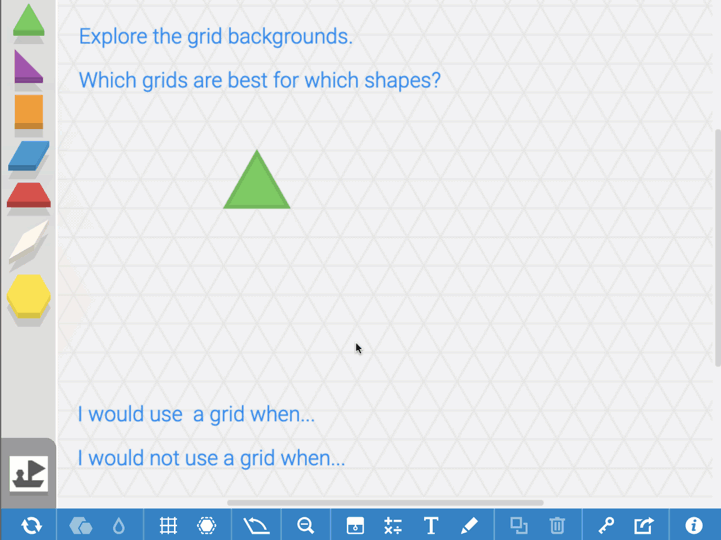 Explore the grid backgrounds.
Which grids are best for which shapes?
I would use a grid when...
I would not use a grid when...